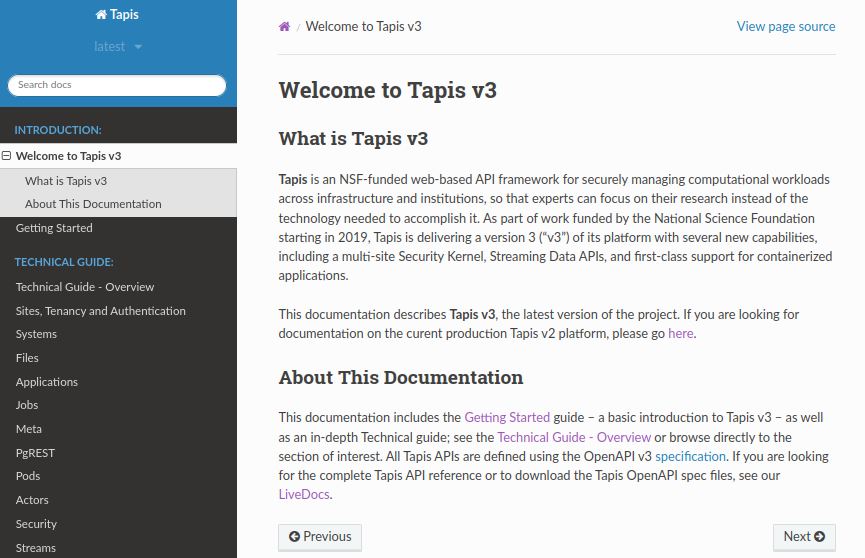 Tapis
latest
Search docs
INTRODUCTION:
Welcome to Tapis v3
What is Tapis v3
About This Documentation
Getting Started
TECHNICAL GUIDE:
Technical Guide - Overview
Sites, Tenancy and Authentication
Systems
Files
Applications
Jobs
Meta
PgREST
Pods
Actors
Security
Streams
/ Welcome to Tapis v3
View page source
Welcome to Tapis v3
What is Tapis v3
Tapis is an NSF-funded web-based API framework for securely managing computational workloads
across infrastructure and institutions, so that experts can focus on their research instead of the
technology needed to accomplish it. As part of work funded by the National Science Foundation
starting in 2019, Tapis is delivering a version 3 (“v3”) of its platform with several new capabilities,
including a multi-site Security Kernel, Streaming Data APIs, and first-class support for containerized
applications.
This documentation describes Tapis v3, the latest version of the project. If you are looking for
documentation on the curent production Tapis v2 platform, please go here.
About This Documentation
This documentation includes the Getting Started guide – a basic introduction to Tapis v3 – as well
as an in-depth Technical guide; see the Technical Guide - Overview or browse directly to the
section of interest. All Tapis APIs are defined using the OpenAPI v3 specification. If you are looking
for the complete Tapis API reference or to download the Tapis OpenAPI spec files, see our
LiveDocs.
Previous
Next